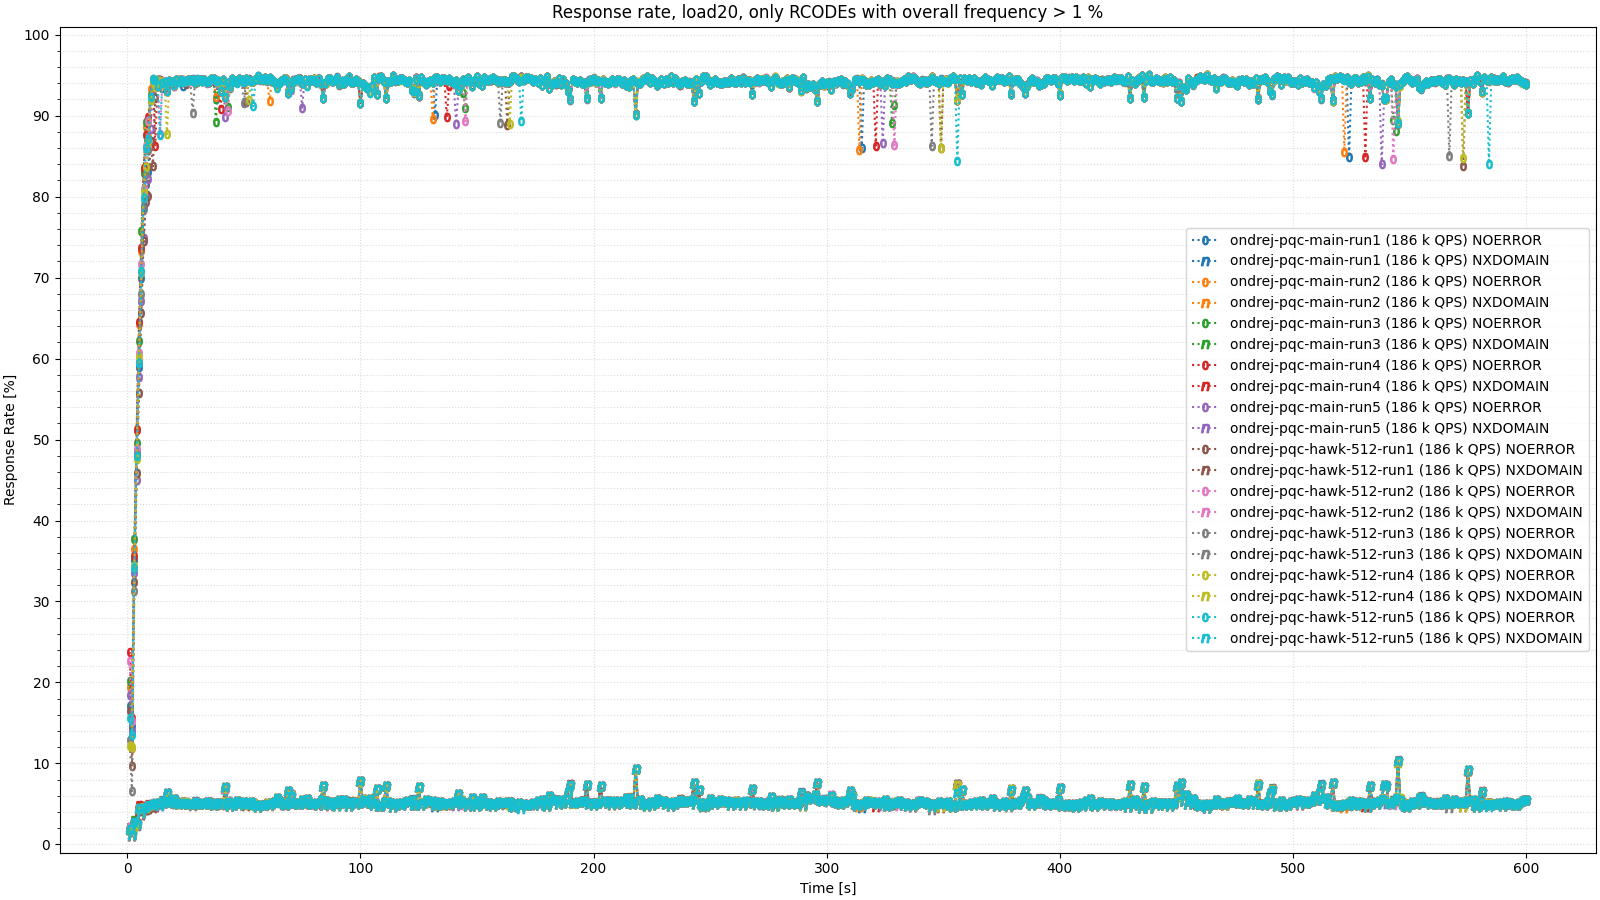 Response rate, load20, only RCODEs with overall frequency > 1 %
100
90
80
70
60
50
40
30
20
10
0
Response Rate [%]
ondrej-pqc-main-run1 (186 k QPS) NOERROR
ondrej-pqc-main-run1 (186 k QPS) NXDOMAIN
ondrej-pqc-main-run2 (186 k QPS) NOERROR
ondrej-pqc-main-run2 (186 k QPS) NXDOMAIN
ondrej-pqc-main-run3 (186 k QPS) NOERROR
ondrej-pqc-main-run3 (186 k QPS) NXDOMAIN
ondrej-pqc-main-run4 (186 k QPS) NOERROR
ondrej-pqc-main-run4 (186 k QPS) NXDOMAIN
ondrej-pqc-main-run5 (186 k QPS) NOERROR
ondrej-pqc-main-run5 (186 k QPS) NXDOMAIN
ondrej-pqc-hawk-512-run1 (186 k QPS) NOERROR
ondrej-pqc-hawk-512-run1 (186 k QPS) NXDOMAIN
ondrej-pqc-hawk-512-run2 (186 k QPS) NOERROR
ondrej-pqc-hawk-512-run2 (186 k QPS) NXDOMAIN
ondrej-pqc-hawk-512-run3 (186 k QPS) NOERROR
ondrej-pqc-hawk-512-run3 (186 k QPS) NXDOMAIN
ondrej-pqc-hawk-512-run4 (186 k QPS) NOERROR
ondrej-pqc-hawk-512-run4 (186 k QPS) NXDOMAIN
ondrej-pqc-hawk-512-run5 (186 k QPS) NOERROR
ondrej-pqc-hawk-512-run5 (186 k QPS) NXDOMAIN
0 100 200 300 400 500 600
Time [s]